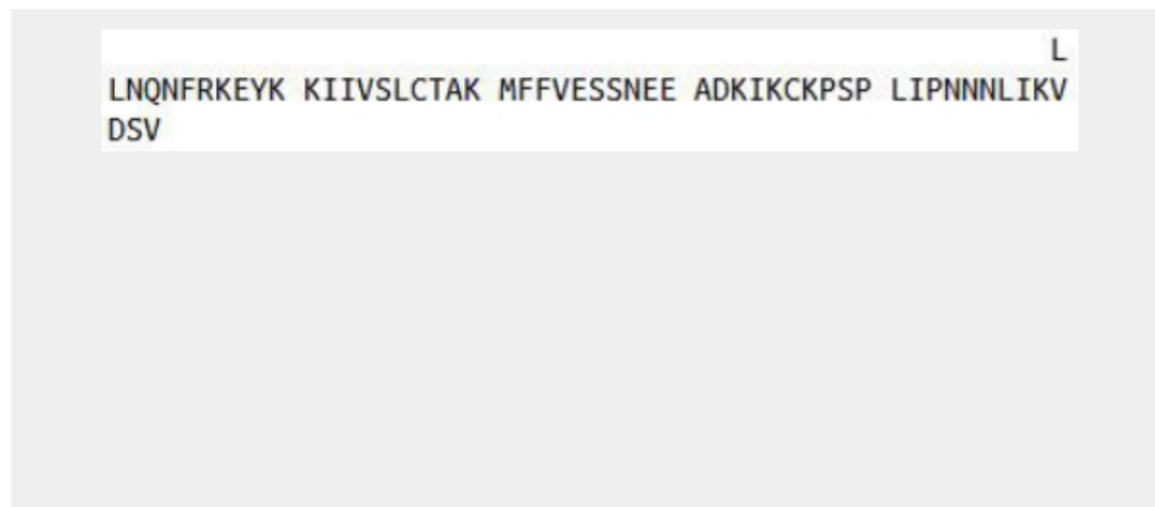 L
LNQNFRKEYK KIIVSLCTAK MFFVESSNEE ADKIKCKPSP LIPNNNLIKV
DSV